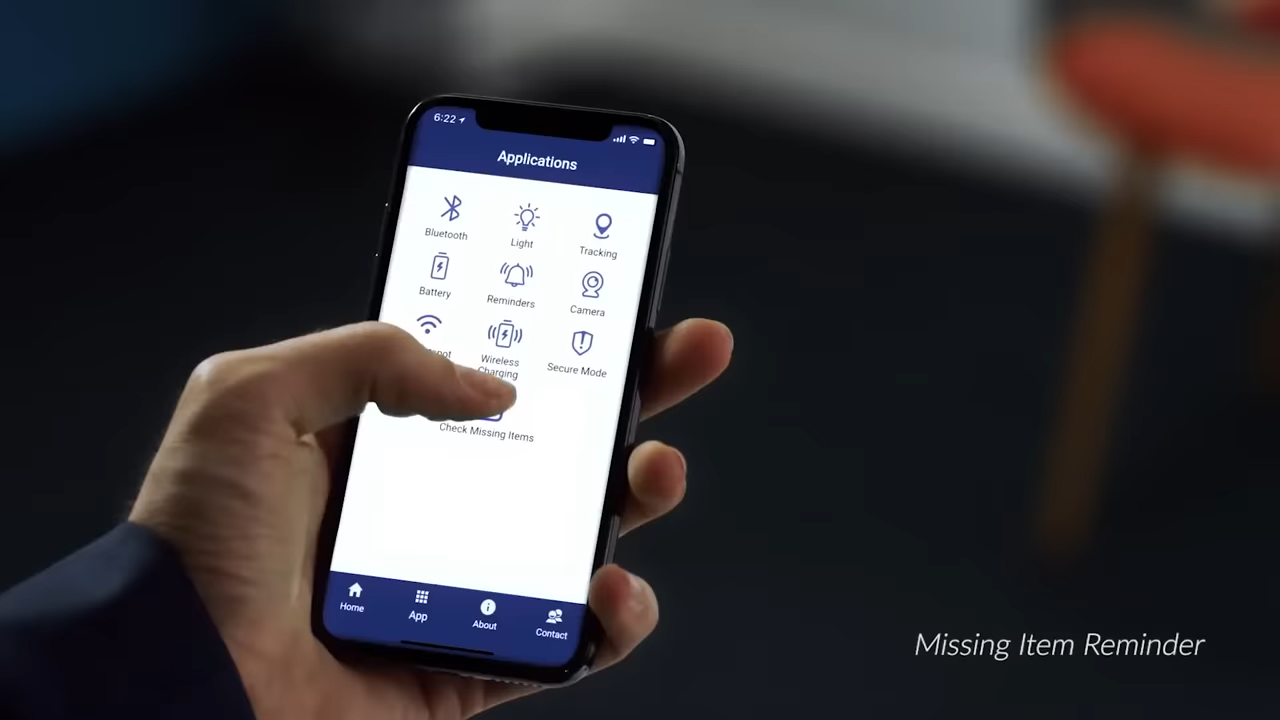 6:22
Applications
Bluetooth
Light
Tracking
Battery
Reminders
Camera
Wireless
Charging
Secure Mode
Check Missing Items
Home
App
About
Contact
Missing Item Reminder